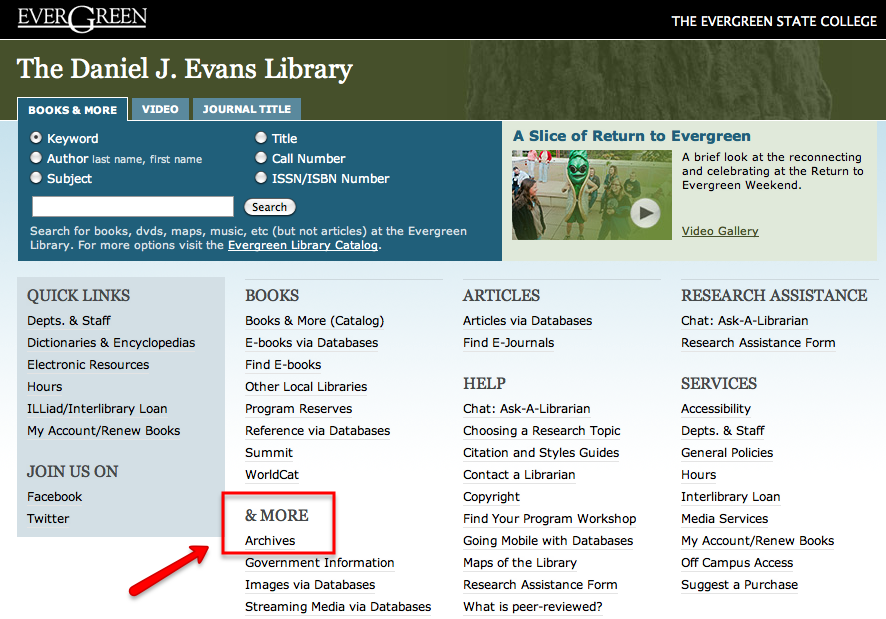 EVERGREEN
THE EVERGREEN STATE COLLEGE
The Daniel J. Evans Library
BOOKS & MORE
VIDEO
JOURNAL TITLE
Keyword
Title
Author last name, first name
Call Number
Subject
ISSN/ISBN Number
Search
Search for books, dvds, maps, music, etc (but not articles) at the Evergreen
Library. For more options visit the Evergreen Library Catalog.
A Slice of Return to Evergreen
A brief look at the reconnecting
and celebrating at the Return to
Evergreen Weekend.
Video Gallery
QUICK LINKS
Depts. & Staff
Dictionaries & Encyclopedias
Electronic Resources
Hours
ILLiad/Interlibrary Loan
My Account/Renew Books
JOIN US ON
Facebook
Twitter
BOOKS
Books & More (Catalog)
E-books via Databases
Find E-books
Other Local Libraries
Program Reserves
Reference via Databases
Summit
WorldCat
& MORE
Archives
Government Information
Images via Databases
Streaming Media via Databases
ARTICLES
Articles via Databases
Find E-Journals
HELP
Chat: Ask-A-Librarian
Choosing a Research Topic
Citation and Styles Guides
Contact a Librarian
Copyright
Find Your Program Workshop
Going Mobile with Databases
Maps of the Library
Research Assistance Form
What is peer-reviewed?
RESEARCH ASSISTANCE
Chat: Ask-A-Librarian
Research Assistance Form
SERVICES
Accessibility
Depts. & Staff
General Policies
Hours
Interlibrary Loan
Media Services
My Account/Renew Books
Off Campus Access
Suggest a Purchase